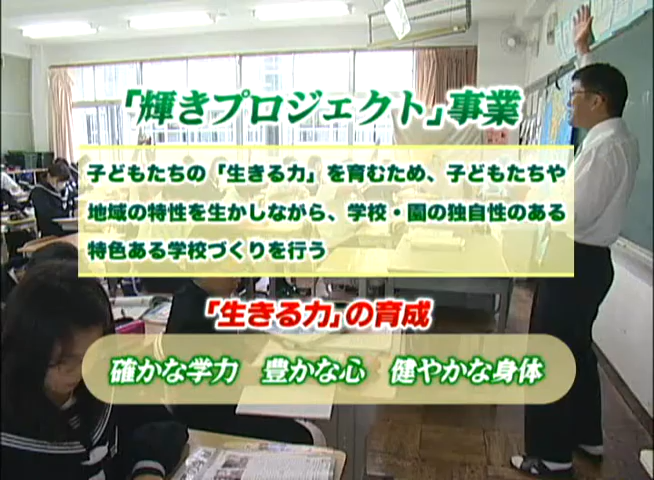 「輝きプロジェクト」事業
子どもたちの「生きる力」を育むため、子どもたちや
地域の特性を生かしながら、学校・園の独自性のある
特色ある学校づくりを行う
「生きる力」の育成
確かな学力　豊かな心　健やかな身体